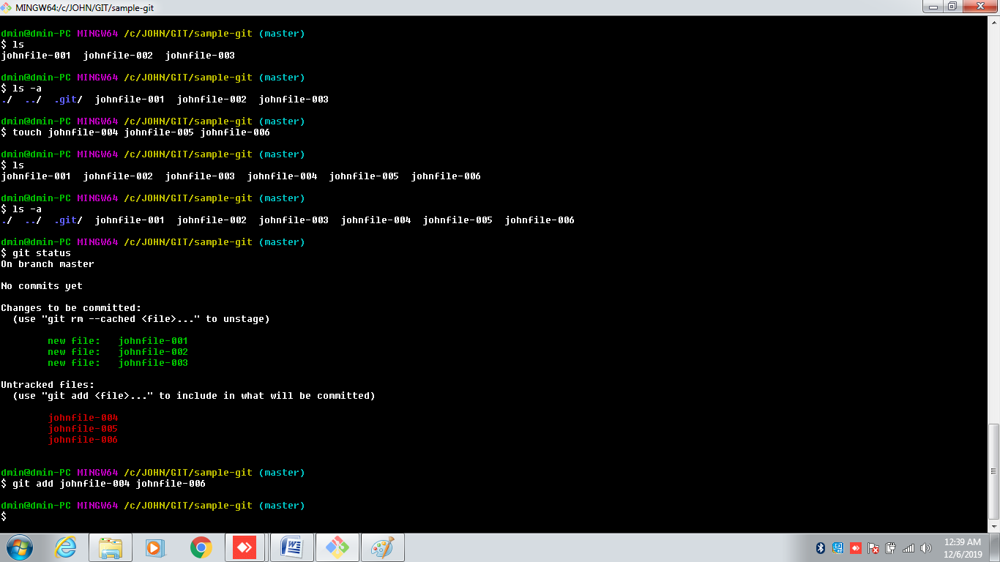 MINGW64:/c/JOHN/GIT/sample-git
dmin@dmin-PC MINGW64 /c/JOHN/GIT/sample-git (master)
$ ls
johnfile-001  johnfile-002  johnfile-003
dmin@dmin-PC MINGW64 /c/JOHN/GIT/sample-git (master)
$ ls -a
./  ../  .git/  johnfile-001  johnfile-002  johnfile-003
dmin@dmin-PC MINGW64 /c/JOHN/GIT/sample-git (master)
$ touch johnfile-004 johnfile-005 johnfile-006
dmin@dmin-PC MINGW64 /c/JOHN/GIT/sample-git (master)
$ ls
johnfile-001  johnfile-002  johnfile-003  johnfile-004  johnfile-005  johnfile-006
dmin@dmin-PC MINGW64 /c/JOHN/GIT/sample-git (master)
$ ls -a
./  ../  .git/  johnfile-001  johnfile-002  johnfile-003  johnfile-004  johnfile-005  johnfile-006
dmin@dmin-PC MINGW64 /c/JOHN/GIT/sample-git (master)
$ git status
On branch master
No commits yet
Changes to be committed:
  (use "git rm --cached <file>..." to unstage)
        new file:   johnfile-001
        new file:   johnfile-002
        new file:   johnfile-003
Untracked files:
  (use "git add <file>..." to include in what will be committed)
        johnfile-004
        johnfile-005
        johnfile-006
dmin@dmin-PC MINGW64 /c/JOHN/GIT/sample-git (master)
$ git add johnfile-004 johnfile-006
dmin@dmin-PC MINGW64 /c/JOHN/GIT/sample-git (master)
$
12:39 AM
12/6/2019